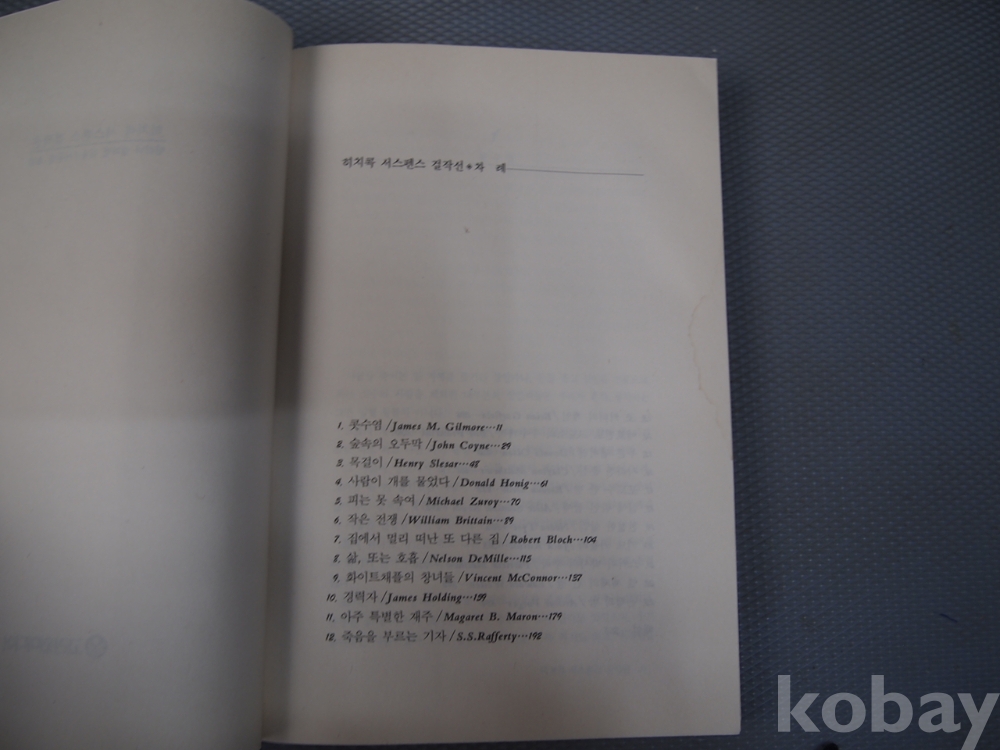 히치콕 서스펜스 걸작선*차 례
1. 콧수염/James M. Gilmore…11
2. 숲속의 오두막/John Coyne…29
3. 목걸이/Henry Slesar…47
4. 사람이 개를 물었다/Donald Honig…61
5. 피는 못 속여/Michael Zuroy…70
6. 작은 전쟁/William Brittain…89
7. 집에서 멀리 떠난 또 다른 집/Robert Bloch…104
8. 삶, 또는 호흡/Nelson DeMille…115
9. 화이트채플의 창녀들/Vincent McConnor…137
10. 경력자/James Holding…159
11. 아주 특별한 재주/Magaret B. Maron…179
12. 죽음을 부르는 기자/S.S.Rafferty…192
kobay